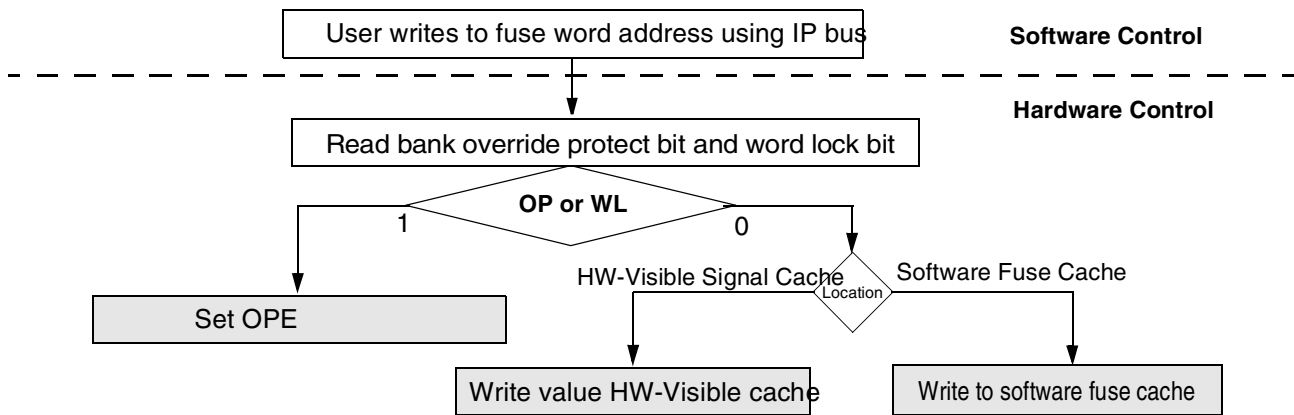 User writes to fuse word address using IP bus
Software Control
Hardware Control
Read bank override protect bit and word lock bit
OP or WL
1
0
HW-Visible Signal Cache
Software Fuse Cache
Location
Set OPE
Write value HW-Visible cache
Write to software fuse cache